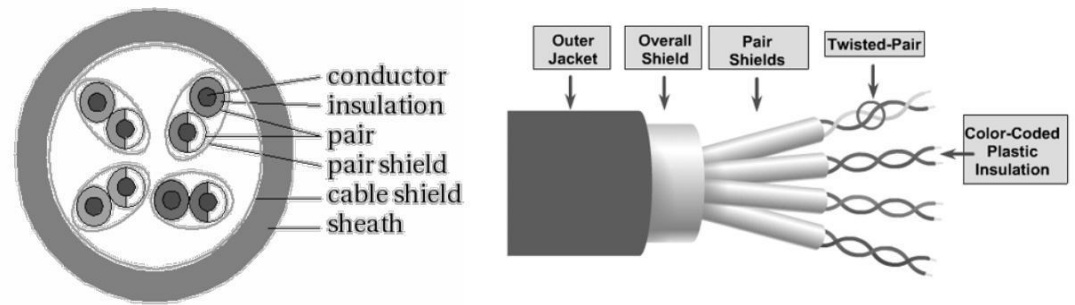 conductor
insulation
pair
pair shield
cable shield
sheath
Outer
Jacket
Overall
Shield
Pair
Shields
Twisted-Pair
Color-Coded
Plastic
Insulation